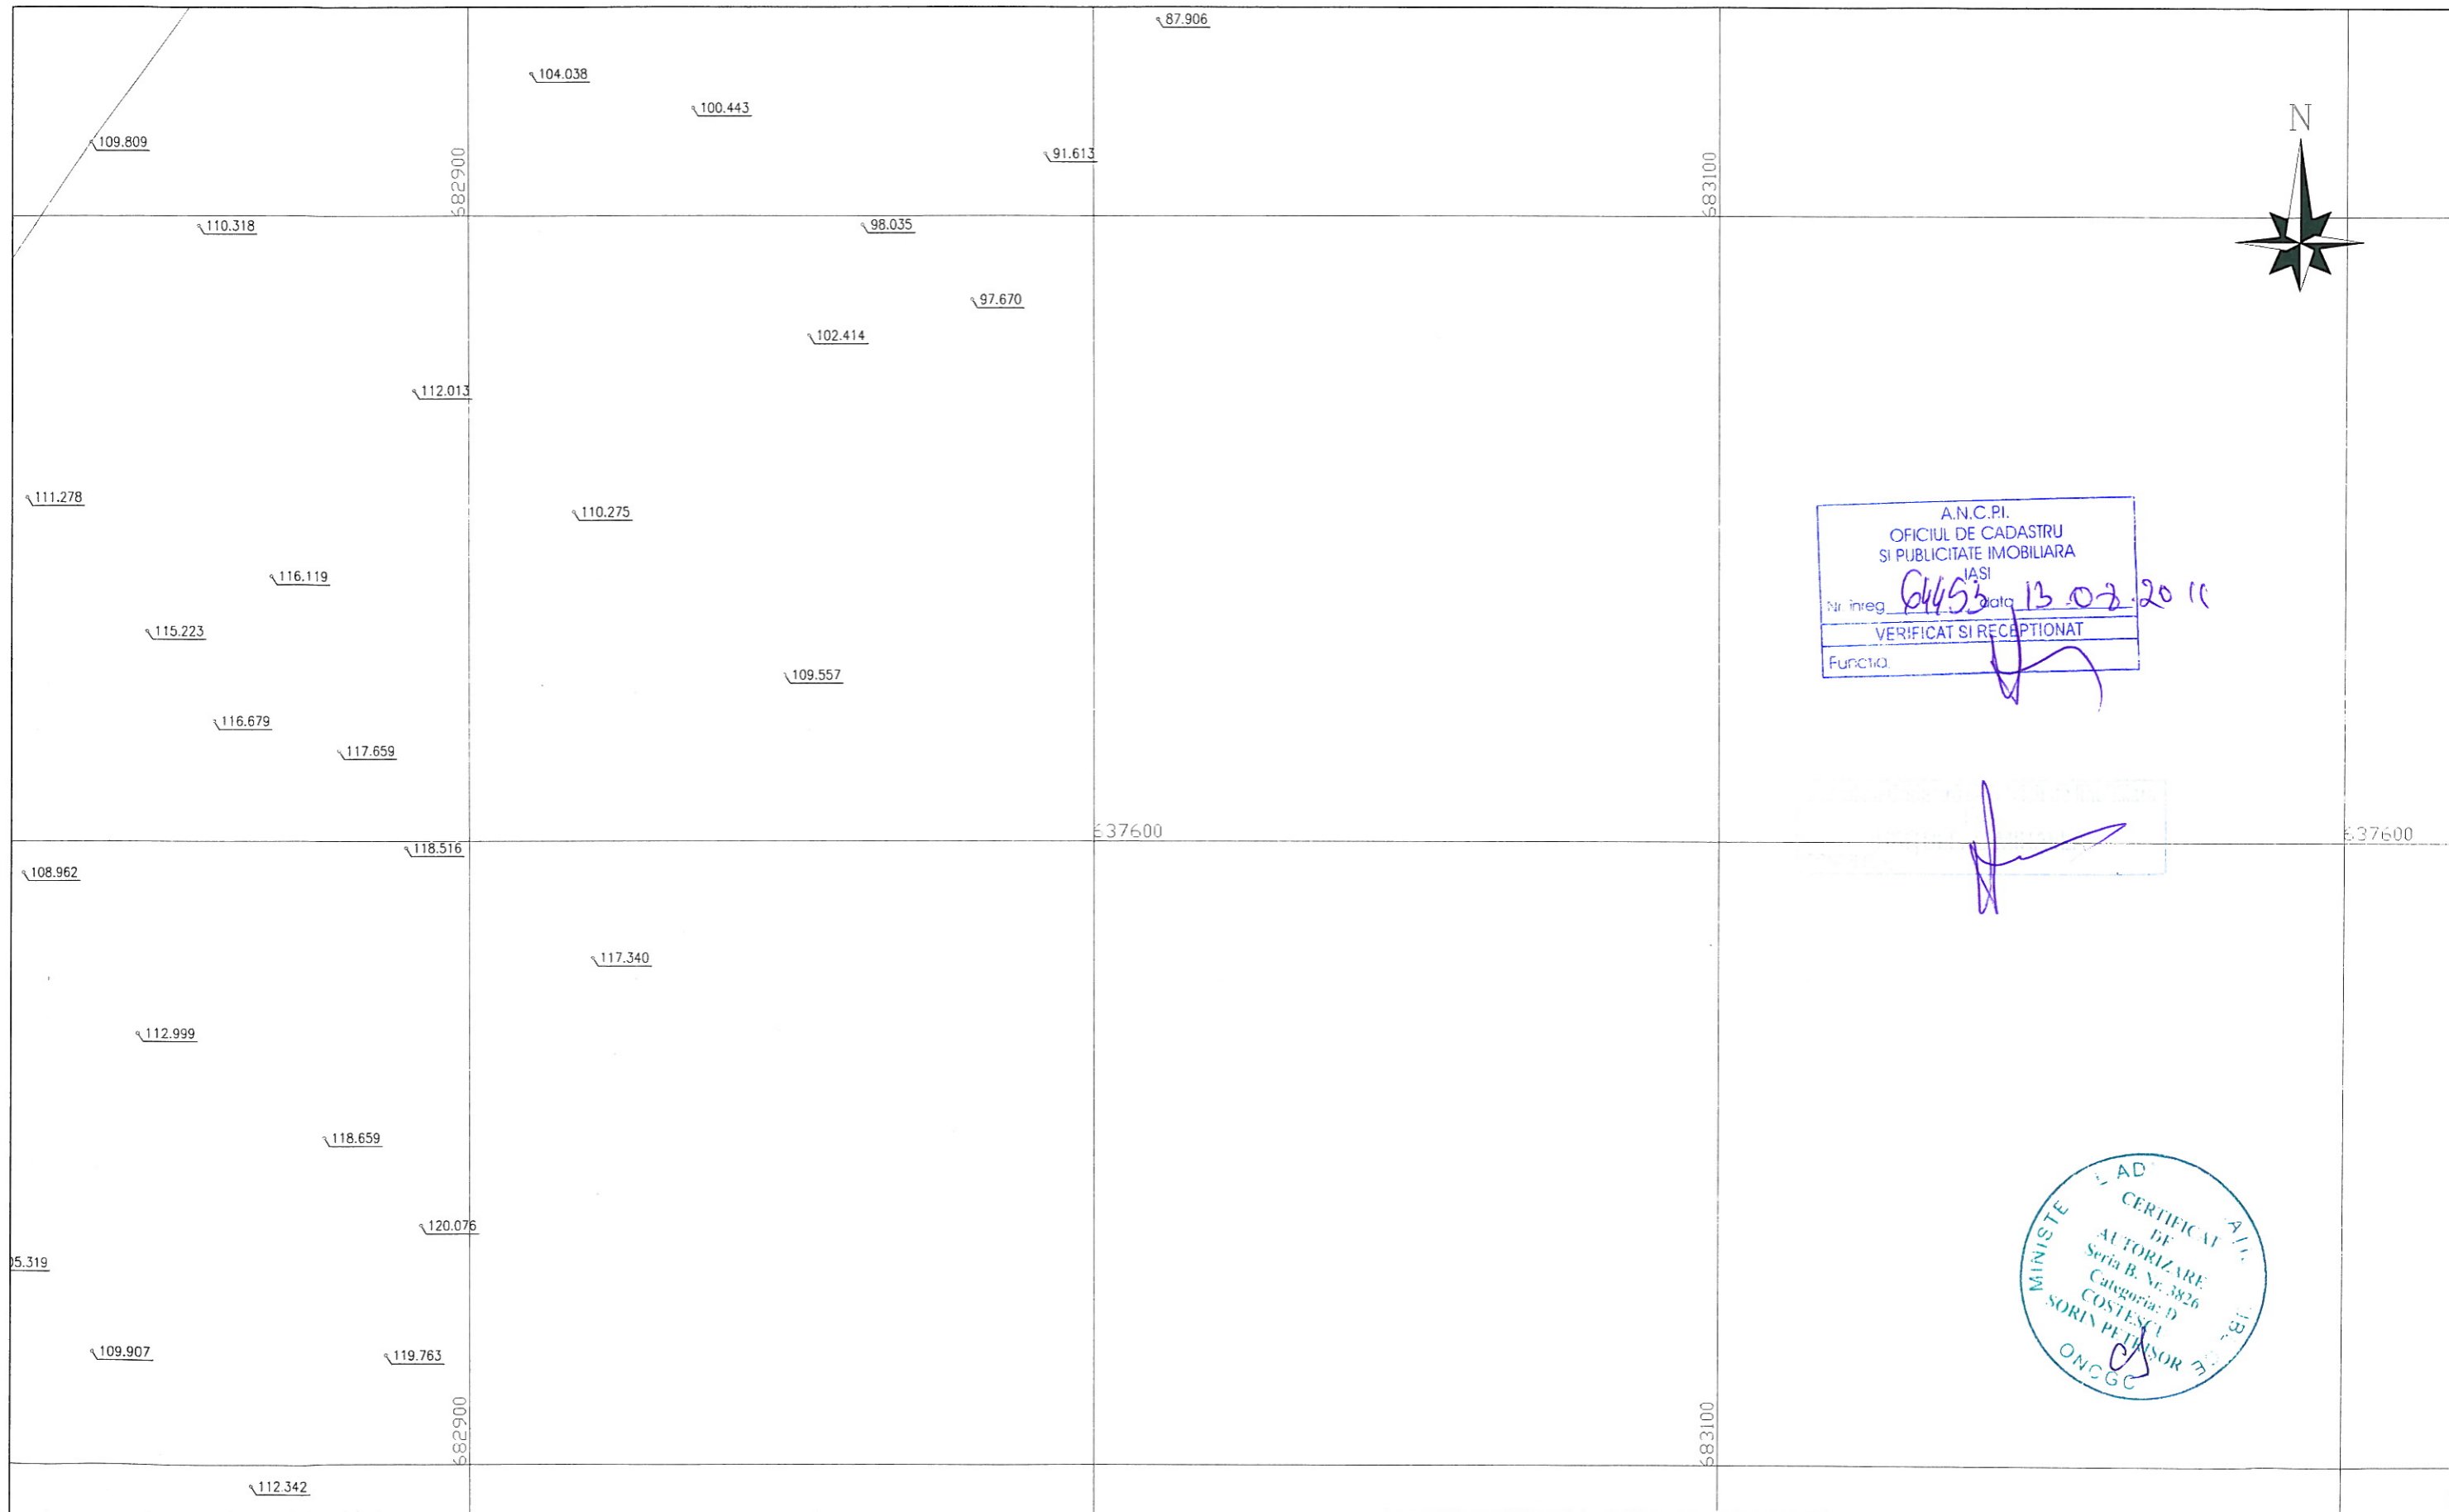 87.906
104.038
100.443
N
109.809
91.613
682900
683100
110.318
98.035
97.670
102.414
112.013
111.278
110.275
A.N.C.P.I.
OFICIUL DE CADASTRU
SI PUBLICITATE IMOBILIARA
IASI
Nr. inreg 64453 data 13.02.2011
VERIFICAT SI RECEPTIONAT
Functia
116.119
115.223
109.557
116.679
117.659
637600
637600
118.516
108.962
117.340
112.999
118.659
120.076
05.319
109.907
119.763
682900
683100
112.342
MINISTE
ONCGC
CERTIFICAT
DE
AUTORIZARE
Seria B. Nr. 3826
Categoria: D
COSTESCU
SORIN PETRISOR